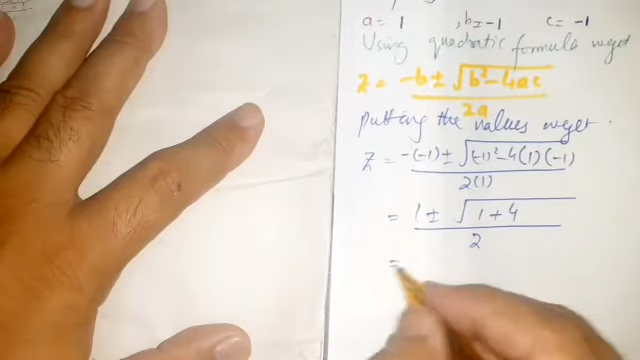 a = 1 , b = -1 c = -1
Using quadratic formula we get
z = -b ± √b² - 4ac / 2a
Putting the values we get .
z = -(-1) ± √(-1)² - 4(1)(-1) / 2(1)
= 1 ± √1 + 4 / 2
=